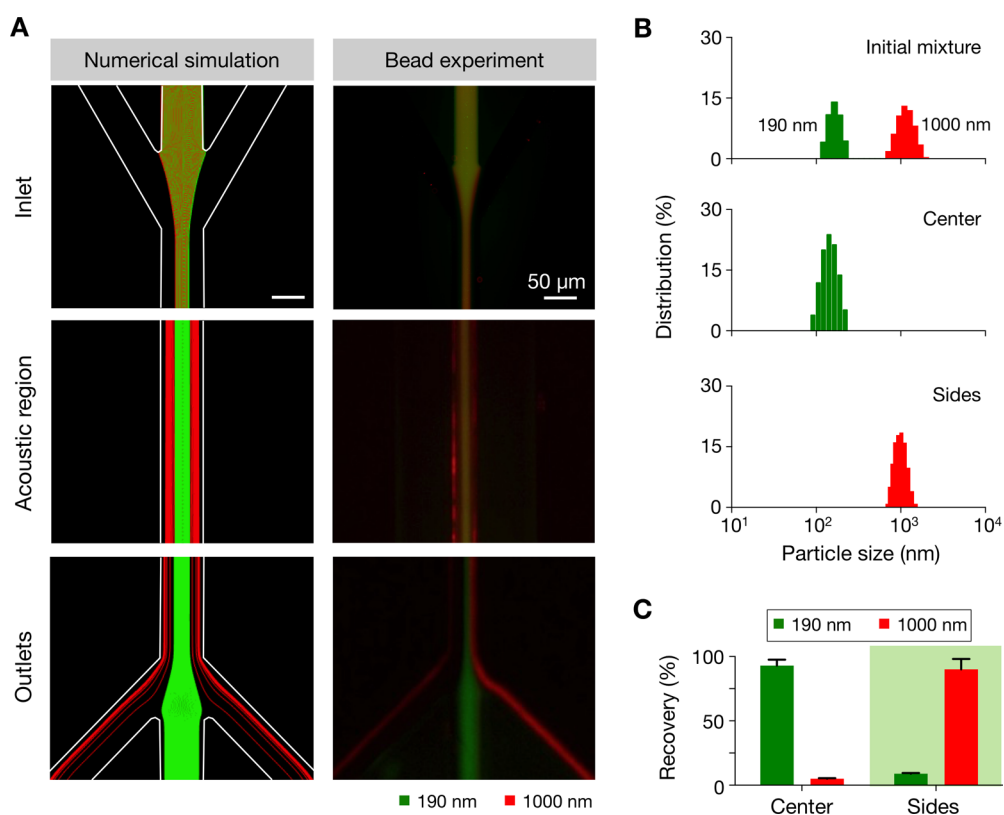 A
Numerical simulation
Bead experiment
Inlet
50 µm
Acoustic region
Outlets
190 nm
1000 nm
B
30
15
0
Initial mixture
190 nm
1000 nm
Distribution (%)
30
15
0
Center
30
15
0
Sides
10¹
10²
10³
10⁴
Particle size (nm)
C
190 nm
1000 nm
Recovery (%)
100
50
0
Center
Sides